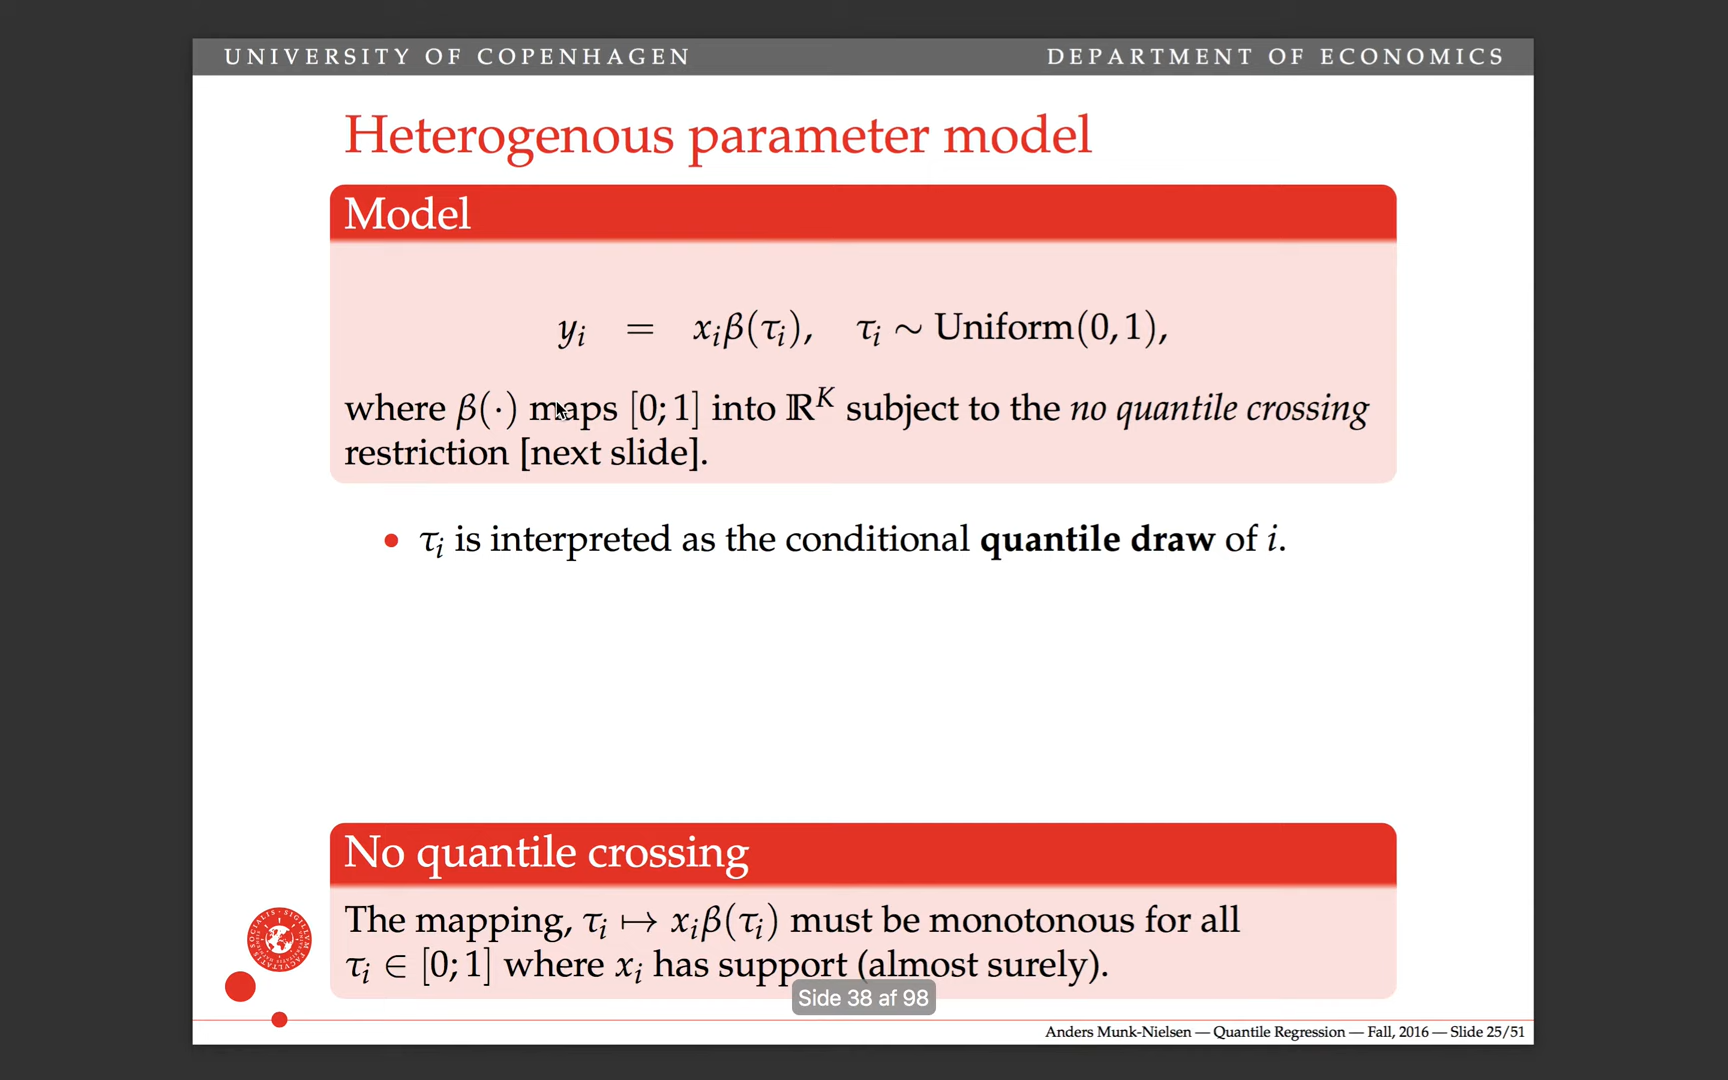 UNIVERSITY OF COPENHAGEN DEPARTMENT OF ECONOMICS
Heterogenous parameter model
Model
yᵢ = xᵢβ(τᵢ), τᵢ ∼ Uniform(0, 1),
where β(·) maps [0; 1] into ℝᴷ subject to the no quantile crossing
restriction [next slide].
• τᵢ is interpreted as the conditional quantile draw of i.
No quantile crossing
The mapping, τᵢ ↦ xᵢβ(τᵢ) must be monotonous for all
τᵢ ∈ [0; 1] where xᵢ has support (almost surely).
Side 38 af 98
Anders Munk-Nielsen — Quantile Regression — Fall, 2016 — Slide 25/51